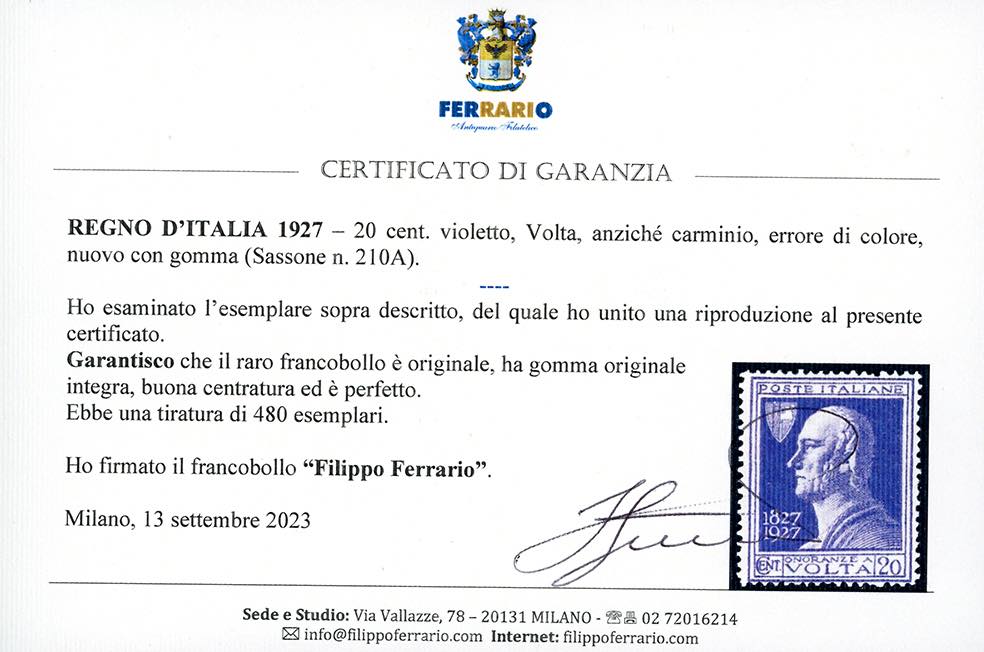 FERRARIO
Antiquario Filatelico
CERTIFICATO DI GARANZIA
REGNO D'ITALIA 1927 – 20 cent. violetto, Volta, anziché carminio, errore di colore,
nuovo con gomma (Sassone n. 210A).
----
Ho esaminato l'esemplare sopra descritto, del quale ho unito una riproduzione al presente
certificato.
Garantisco che il raro francobollo è originale, ha gomma originale
integra, buona centratura ed è perfetto.
Ebbe una tiratura di 480 esemplari.
Ho firmato il francobollo “Filippo Ferrario”.
Milano, 13 settembre 2023
POSTE ITALIANE
1827
1927
CENT. ONORANZE A VOLTA 20
Sede e Studio: Via Vallazze, 78 – 20131 MILANO - ☏ 02 72016214
✉ info@filippoferrario.com Internet: filippoferrario.com